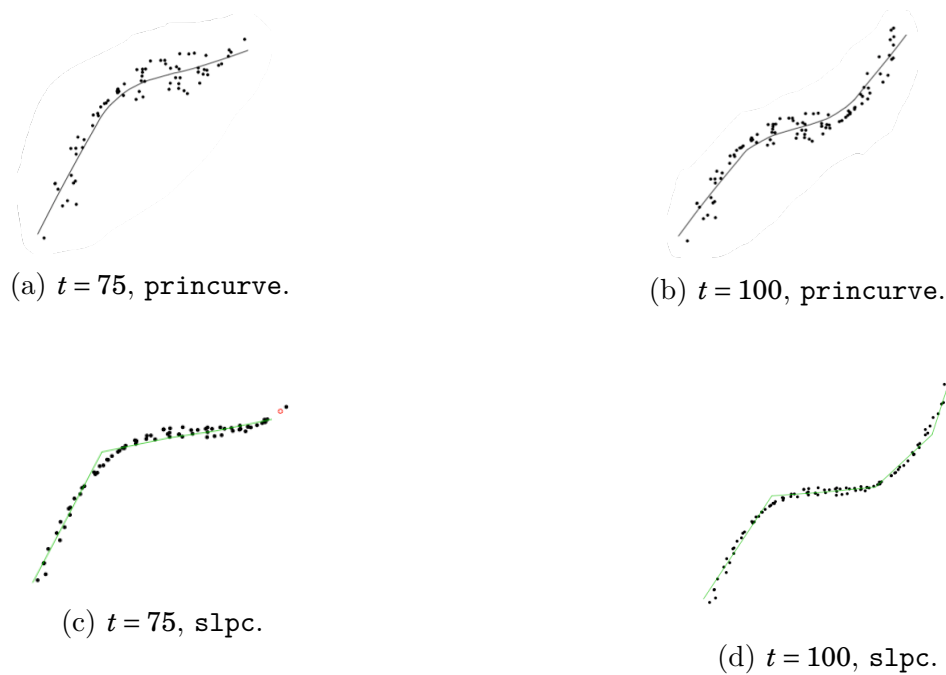 (a) t = 75, princurve.
(b) t = 100, princurve.
(c) t = 75, slpc.
(d) t = 100, slpc.